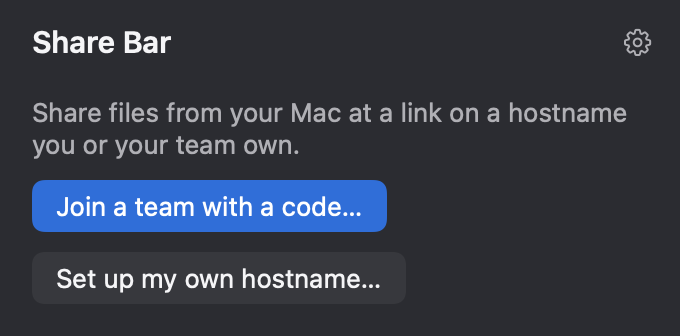 Share Bar
Share files from your Mac at a link on a hostname
you or your team own.
Join a team with a code...
Set up my own hostname...